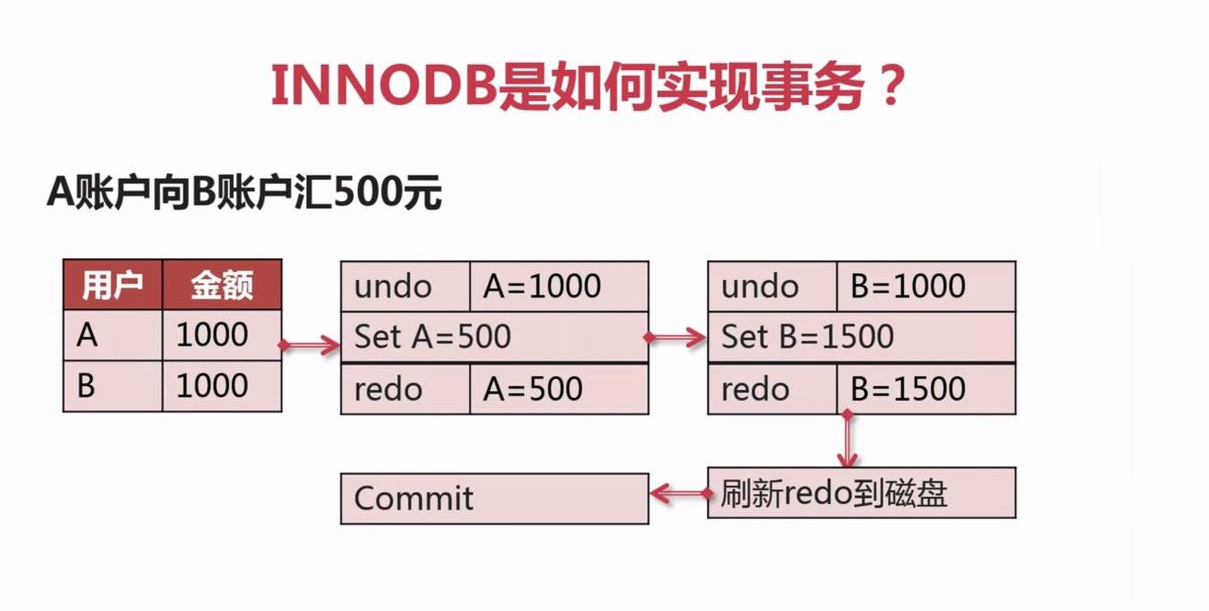 INNODB是如何实现事务？
A账户向B账户汇500元
用户 金额
A 1000
B 1000
undo A=1000
Set A=500
redo A=500
undo B=1000
Set B=1500
redo B=1500
刷新redo到磁盘
Commit